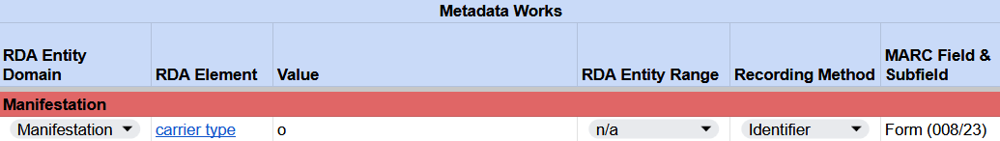 Metadata Works
RDA Entity Domain	RDA Element	Value	RDA Entity Range	Recording Method	MARC Field & Subfield
Manifestation
Manifestation	carrier type	o	n/a	Identifier	Form (008/23)